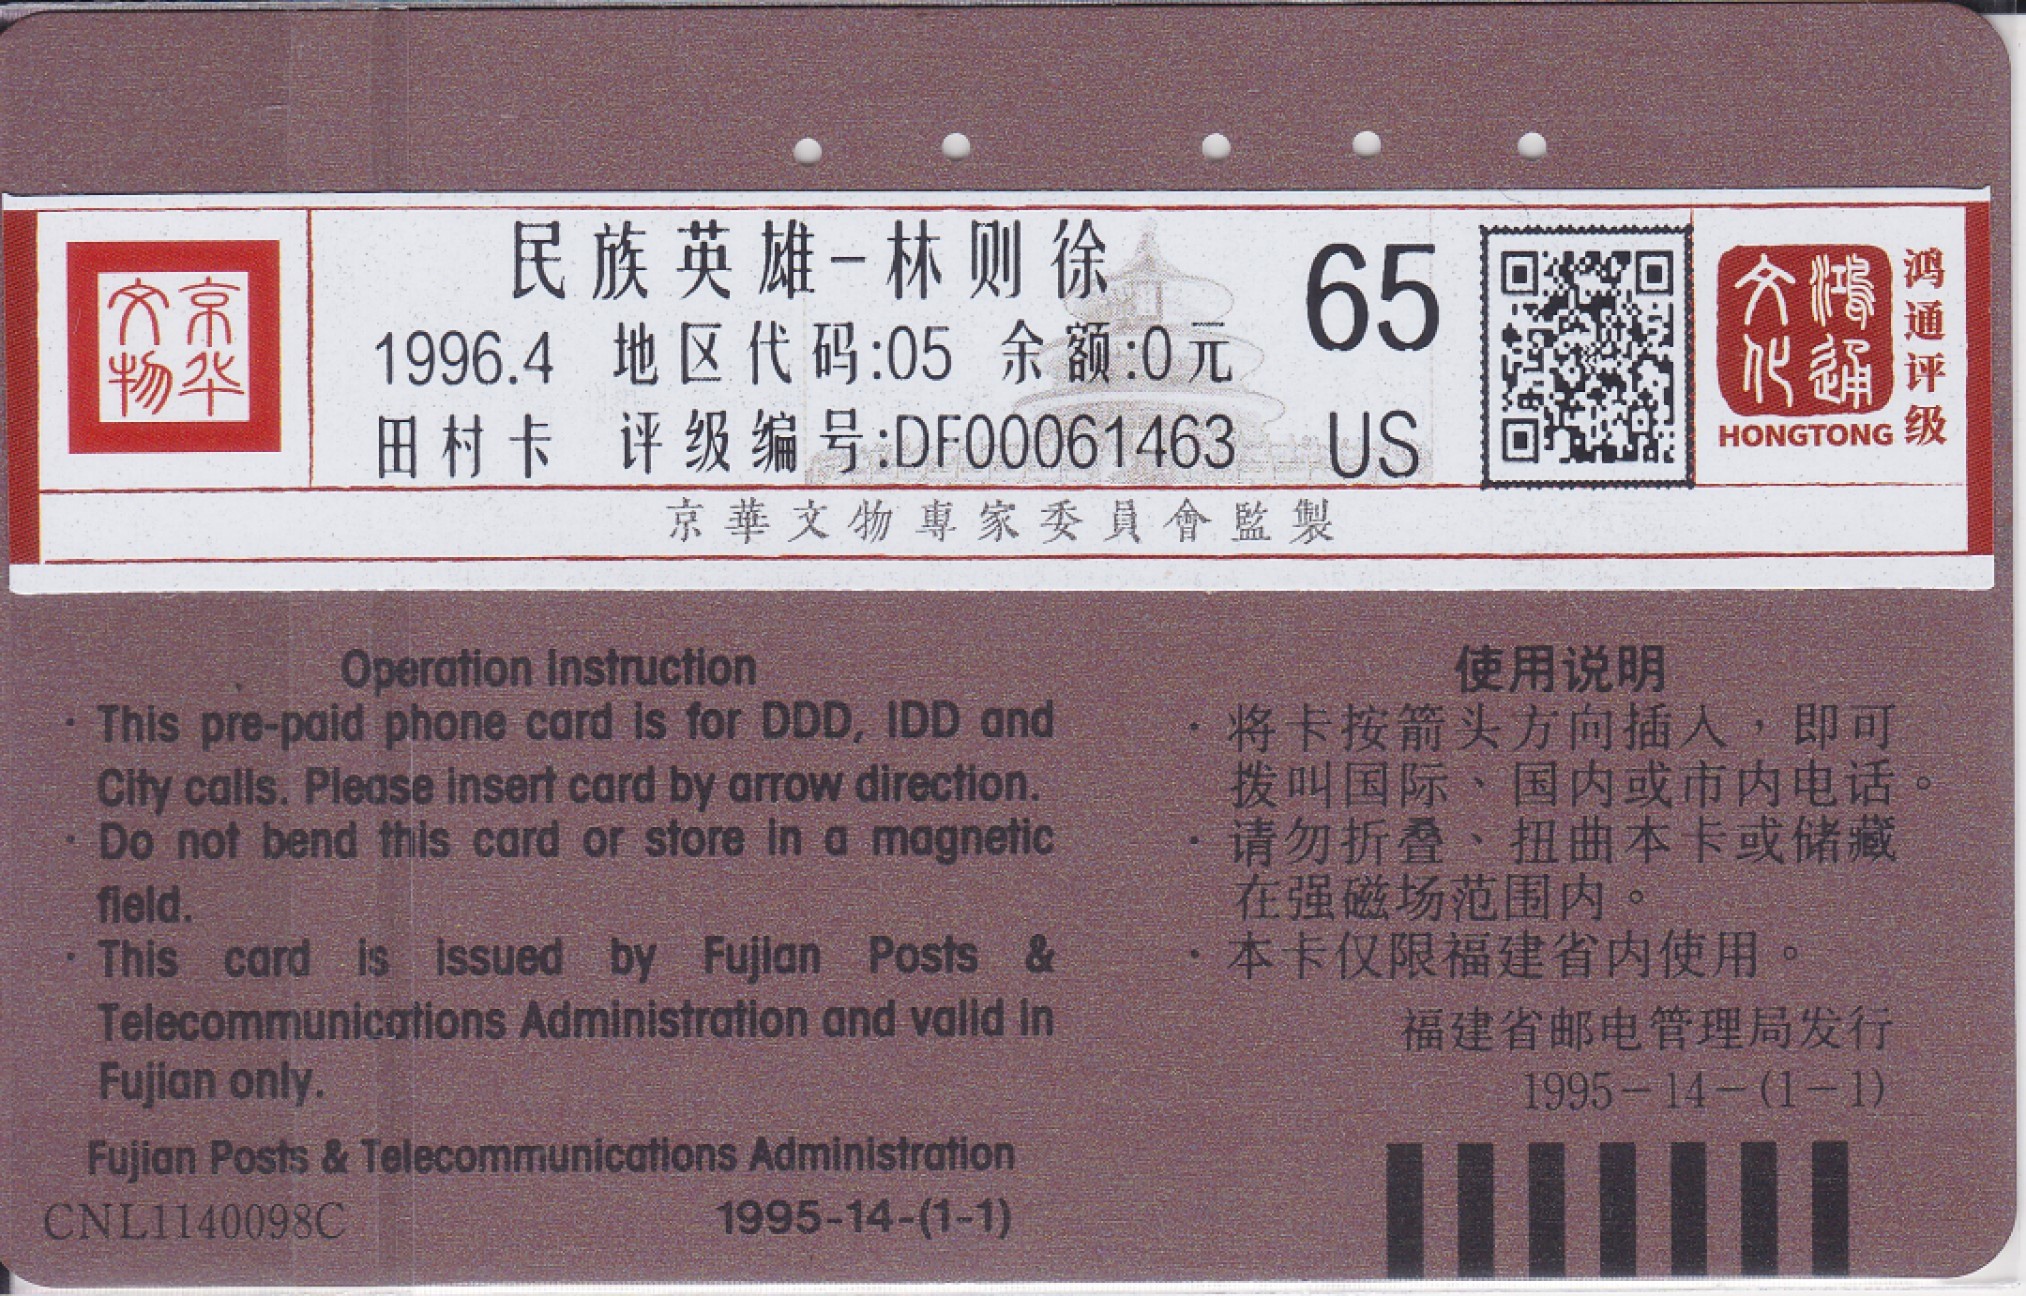 京华文物
民族英雄-林则徐
1996.4 地区代码:05 余额:0元
田村卡 评级编号:DF00061463
65
US
鸿通文化
HONGTONG
鸿通评级
京華文物專家委員會監製
Operation Instruction
· This pre-paid phone card is for DDD, IDD and
City calls. Please insert card by arrow direction.
· Do not bend this card or store in a magnetic
field.
· This card is issued by Fujian Posts &
Telecommunications Administration and valid in
Fujian only.
Fujian Posts & Telecommunications Administration
CNL1140098C
1995-14-(1-1)
使用说明
· 将卡按箭头方向插入，即可
拨叫国际、国内或市内电话。
· 请勿折叠、扭曲本卡或储藏
在强磁场范围内。
· 本卡仅限福建省内使用。
福建省邮电管理局发行
1995-14-(1-1)